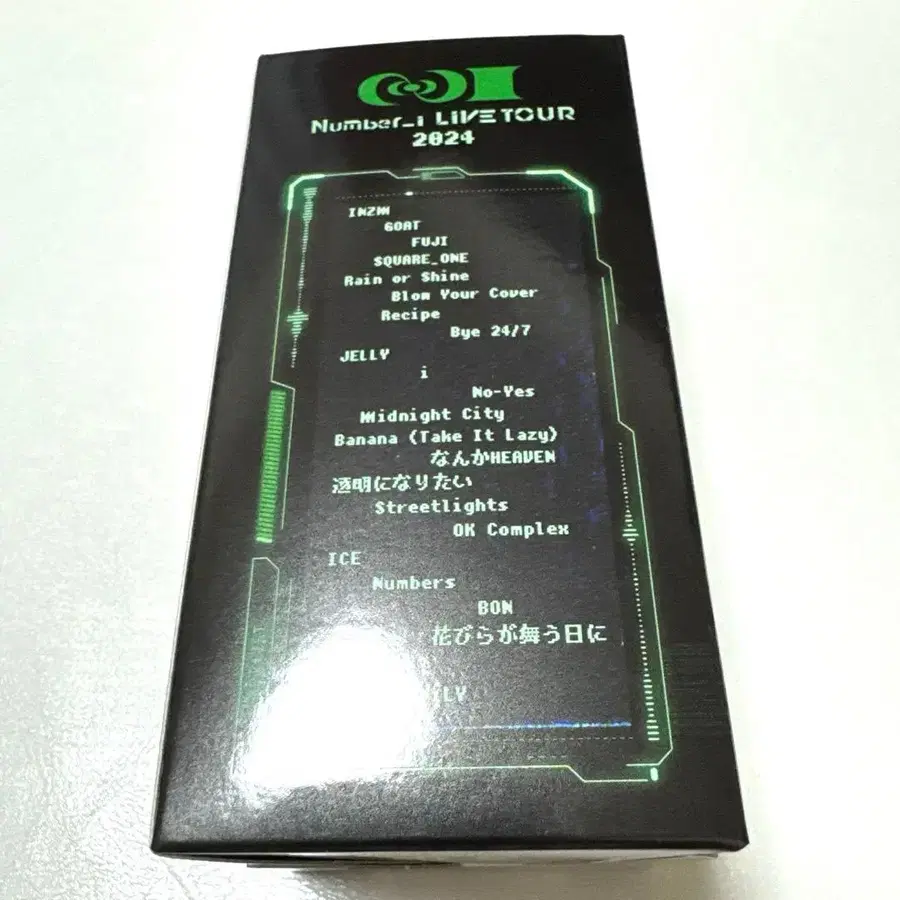 Number_i LIVE TOUR
2024
INZM
GOAT
FUJI
SQUARE_ONE
Rain or Shine
Blow Your Cover
Recipe
Bye 24/7
JELLY
i
No-Yes
Midnight City
Banana (Take It Lazy)
なんかHEAVEN
透明になりたい
Streetlights
OK Complex
ICE
Numbers
BON
花びらが舞う日に